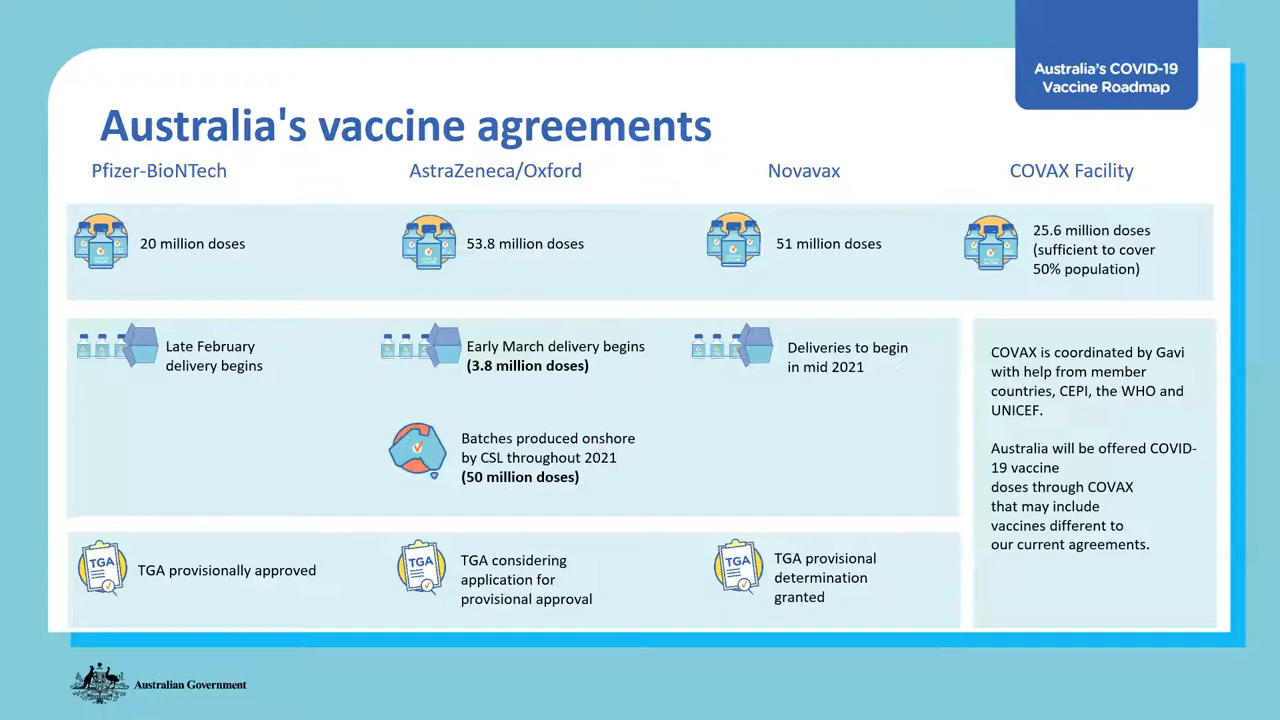 Australia's COVID-19
Vaccine Roadmap
Australia's vaccine agreements
Pfizer-BioNTech
AstraZeneca/Oxford
Novavax
COVAX Facility
20 million doses
53.8 million doses
51 million doses
25.6 million doses
(sufficient to cover
50% population)
Late February
delivery begins
Early March delivery begins
(3.8 million doses)
Batches produced onshore
by CSL throughout 2021
(50 million doses)
Deliveries to begin
in mid 2021
COVAX is coordinated by Gavi
with help from member
countries, CEPI, the WHO and
UNICEF.
Australia will be offered COVID-
19 vaccine
doses through COVAX
that may include
vaccines different to
our current agreements.
TGA
TGA provisionally approved
TGA
TGA considering
application for
provisional approval
TGA
TGA provisional
determination
granted
Australian Government